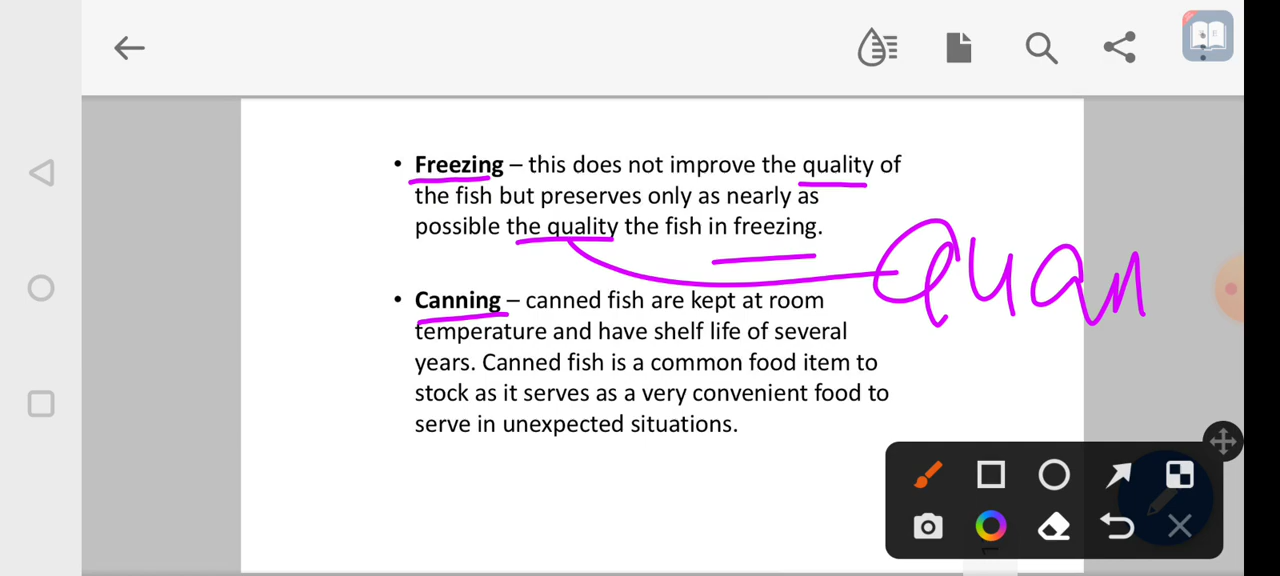 • Freezing – this does not improve the quality of
the fish but preserves only as nearly as
possible the quality the fish in freezing.
Quan
• Canning – canned fish are kept at room
temperature and have shelf life of several
years. Canned fish is a common food item to
stock as it serves as a very convenient food to
serve in unexpected situations.